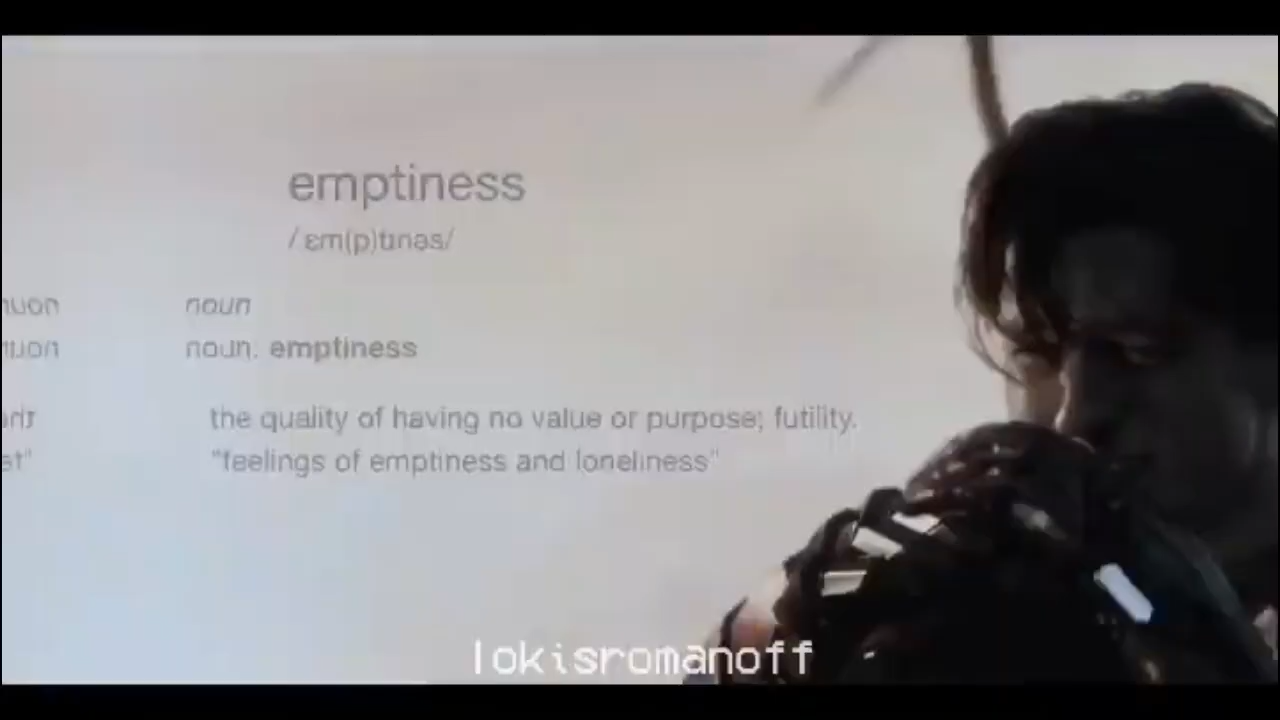 emptiness
/ɛm(p)tɪnəs/
noun
noun: emptiness
the quality of having no value or purpose; futility.
"feelings of emptiness and loneliness"
lokisromanoff